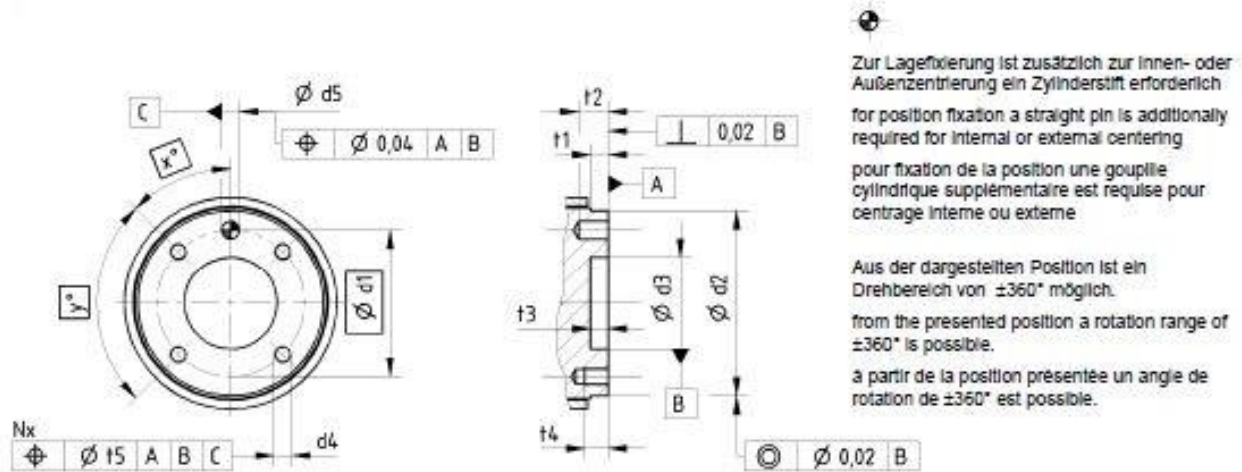 C
Ø d5
⌖ Ø 0,04 A B
x°
y°
Ø d1
Nx
⌖ Ø t5 A B C
d4
t2
t1
⊥ 0,02 B
A
t3
Ø d3
Ø d2
B
t4
◎ Ø 0,02 B
Zur Lagefixierung ist zusätzlich zur Innen- oder
Außenzentrierung ein Zylinderstift erforderlich
for position fixation a straight pin is additionally
required for internal or external centering
pour fixation de la position une goupille
cylindrique supplémentaire est requise pour
centrage interne ou externe
Aus der dargestellten Position ist ein
Drehbereich von ±360° möglich.
from the presented position a rotation range of
±360° is possible.
à partir de la position présentée un angle de
rotation de ±360° est possible.